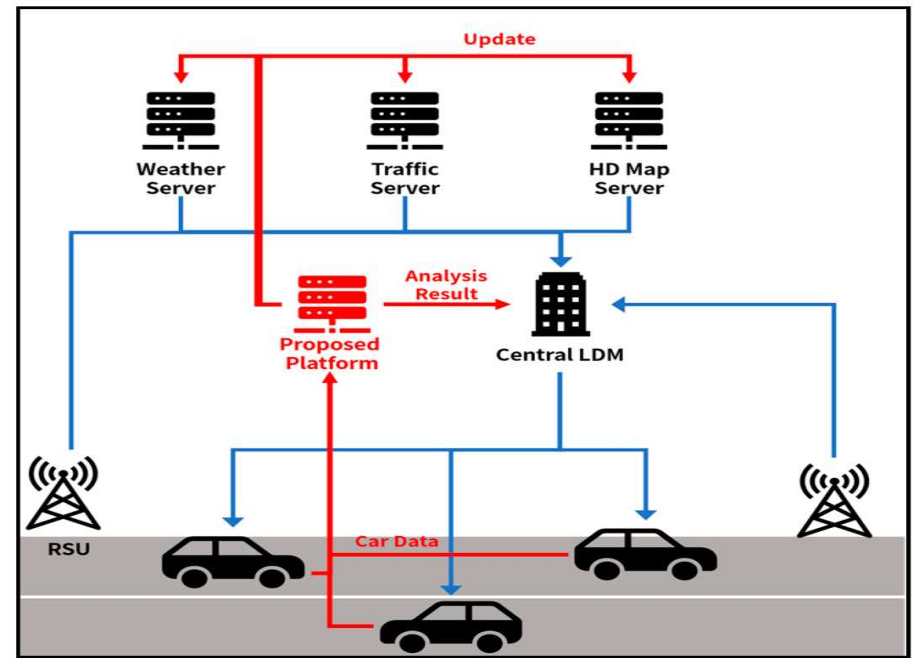 Update
Weather
Server
Traffic
Server
HD Map
Server
Analysis
Result
Proposed
Platform
Central LDM
RSU
Car Data